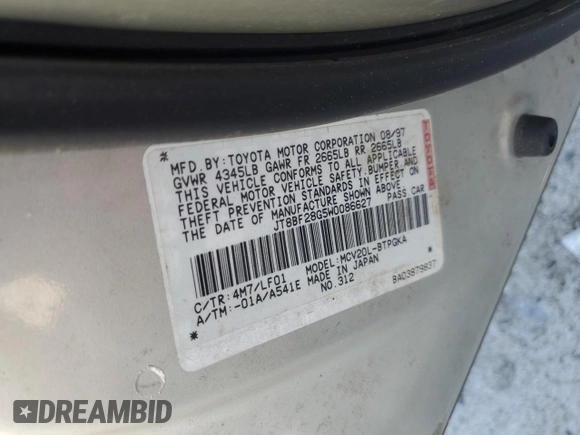 MFD.BY:TOYOTA MOTOR CORPORATION 08/97
GVWR 4345LB GAWR FR 2665LB RR 2665LB
THIS VEHICLE CONFORMS TO ALL APPLICABLE
FEDERAL MOTOR VEHICLE SAFETY,BUMPER,AND
THEFT PREVENTION STANDARDS IN EFFECT ON
THE DATE OF MANUFACTURE SHOWN ABOVE.
JT8BF28G5W0086627 PASS. CAR
C/TR:4M7/LF01 MODEL:MCV20L-BTPGKA
A/TM:-01A/A541E MADE IN JAPAN
NO.312 BA03879837
DREAMBID